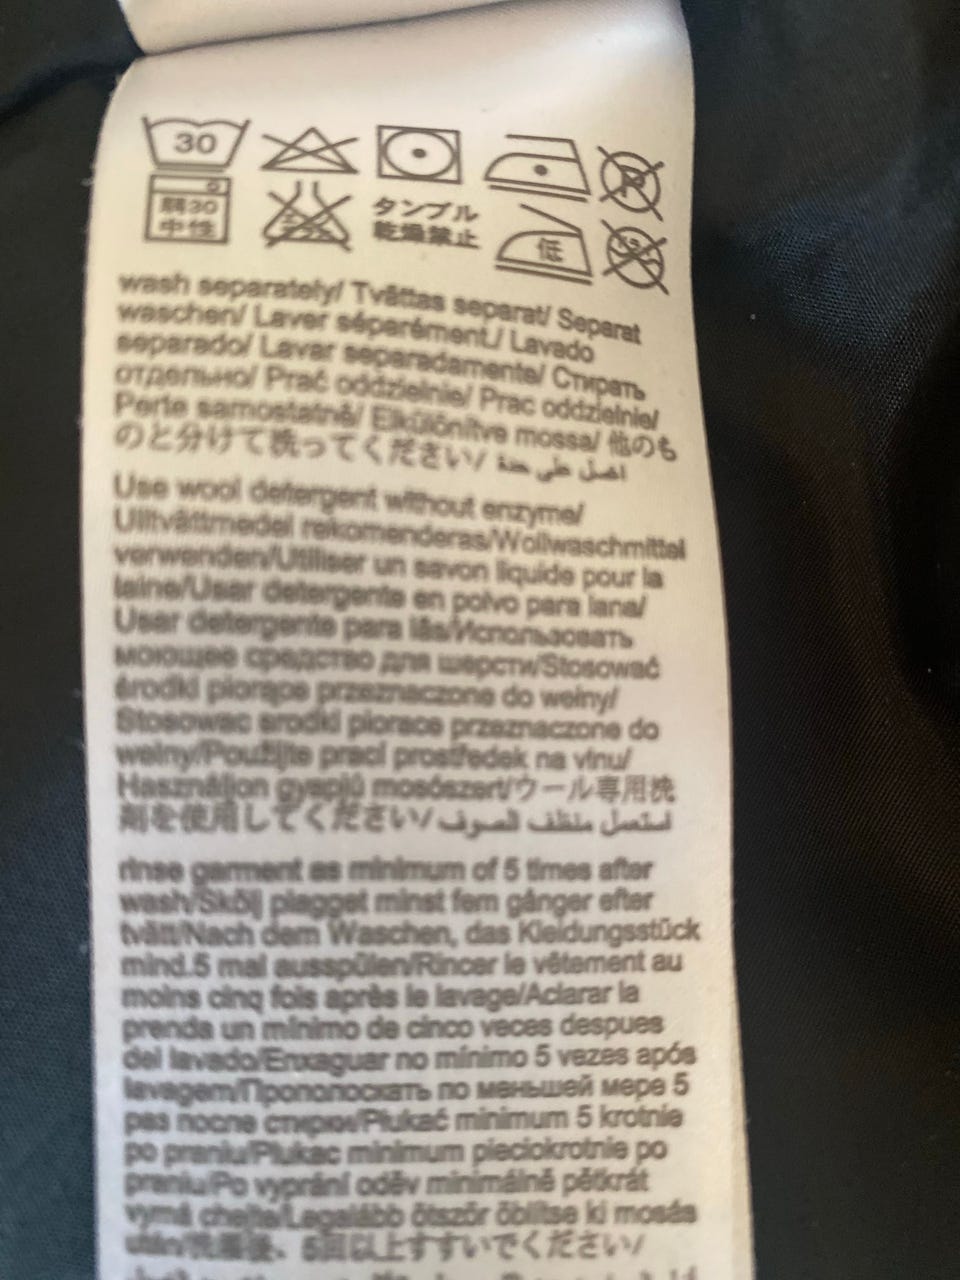 30
弱30
中性
タンブル
乾燥禁止
低
wash separately/ Tvättas separat/ Separat
waschen/ Laver séparément./ Lavado
separado/ Lavar separadamente/ Стирать
отдельно/ Prać oddzielnie/ Prac oddzielnie/
Perte samostatně/ Elkülönítve mossa/ 他のも
のと分けて洗ってください/ اغسل على حدة
Use wool detergent without enzyme/
Ulltvättmedel rekomenderas/Wollwaschmittel
verwenden/Utiliser un savon liquide pour la
laine/Usar detergente en polvo para lana/
Usar detergente para lãs/Использовать
моющее средство для шерсти/Stosować
środki piorące przeznaczone do wełny/
Stosowac srodki piorace przeznaczone do
welny/Použijte prací prostředek na vlnu/
Használjon gyapjú mosószert/ウール専用洗
剤を使用してください/استعمل منظف الصوف
rinse garment as minimum of 5 times after
wash/Skölj plagget minst fem gånger efter
tvätt/Nach dem Waschen, das Kleidungsstück
mind.5 mal ausspülen/Rincer le vêtement au
moins cinq fois après le lavage/Aclarar la
prenda un mínimo de cinco veces despues
del lavado/Enxaguar no mínimo 5 vezes após
lavagem/Прополоскать по меньшей мере 5
раз после стирки/Płukać minimum 5 krotnie
po praniu/Plukac minimum pieciokrotnie po
praniu/Po vyprání oděv minimálně pětkrát
vymáchejte/Legalább ötször öblítse ki mosás
után/洗濯後、5回以上すすいでください/